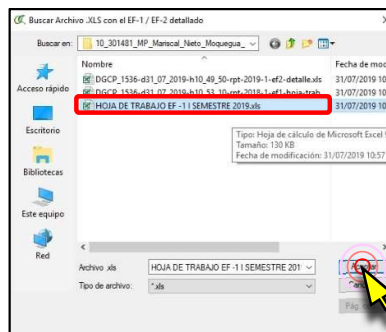 Buscar Archivo .XLS con el EF-1 / EF-2 detallado
Buscar en: 10_301481_MP_Mariscal_Nieto_Moquegua_
Nombre Fecha de mod
DGCP_1536-d31_07_2019-h10_49_50-rpt-2019-1-ef2-detalle.xls 31/07/2019 10
DGCP_1536-d31_07_2019-h10_53_10-rpt-2018-1-ef1-hoja-trab 31/07/2019 10
HOJA DE TRABAJO EF -1 I SEMESTRE 2019.xls 31/07/2019 10
Tipo: Hoja de cálculo de Microsoft Excel
Tamaño: 130 KB
Fecha de modificación: 31/07/2019 10:57
Acceso rápido
Escritorio
Bibliotecas
Este equipo
Red
Archivo .xls HOJA DE TRABAJO EF -1 I SEMESTRE 201
Tipo de archivo: *.xls
Pág